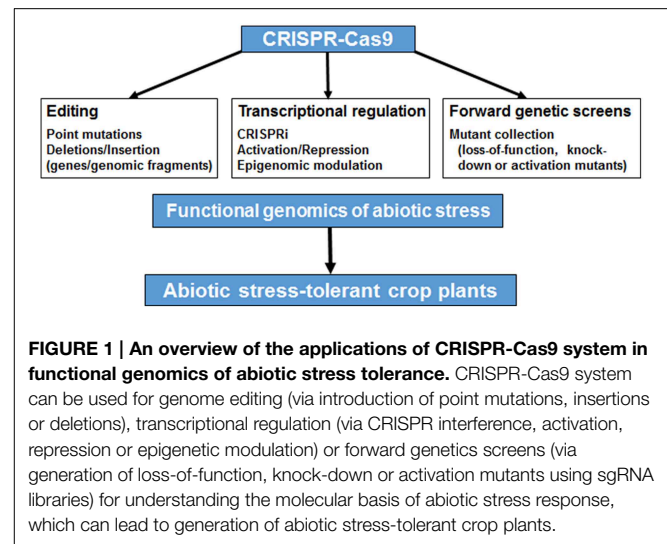 CRISPR-Cas9
Editing
Point mutations
Deletions/Insertion
(genes/genomic fragments)
Transcriptional regulation
CRISPRi
Activation/Repression
Epigenomic modulation
Forward genetic screens
Mutant collection
(loss-of-function, knock-
down or activation mutants)
Functional genomics of abiotic stress
Abiotic stress-tolerant crop plants
FIGURE 1 | An overview of the applications of CRISPR-Cas9 system in
functional genomics of abiotic stress tolerance. CRISPR-Cas9 system
can be used for genome editing (via introduction of point mutations, insertions
or deletions), transcriptional regulation (via CRISPR interference, activation,
repression or epigenetic modulation) or forward genetics screens (via
generation of loss-of-function, knock-down or activation mutants using sgRNA
libraries) for understanding the molecular basis of abiotic stress response,
which can lead to generation of abiotic stress-tolerant crop plants.